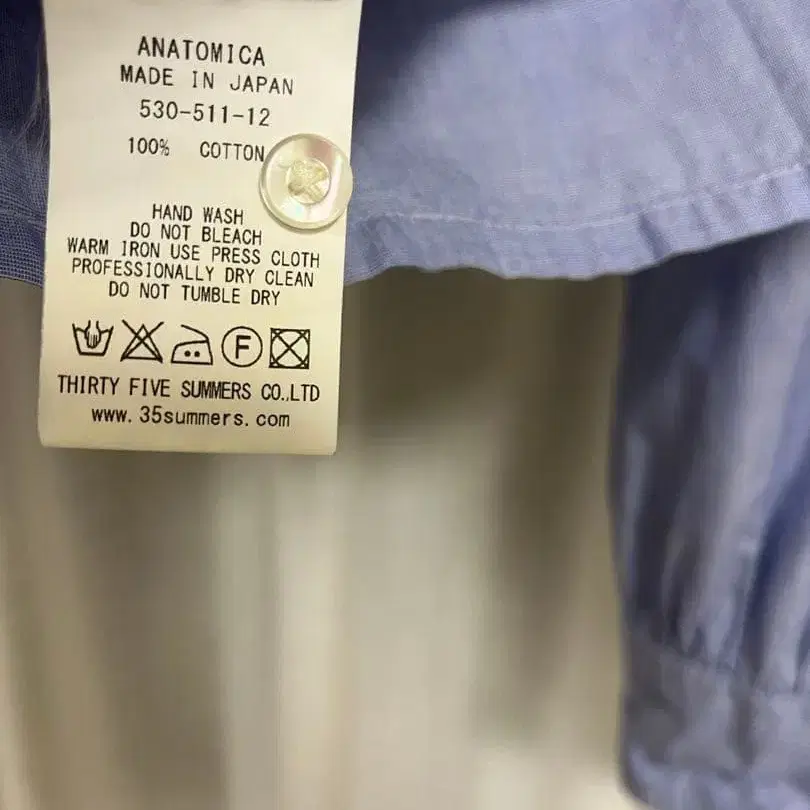 ANATOMICA
MADE IN JAPAN
530-511-12
100% COTTON
HAND WASH
DO NOT BLEACH
WARM IRON USE PRESS CLOTH
PROFESSIONALLY DRY CLEAN
DO NOT TUMBLE DRY
F
THIRTY FIVE SUMMERS CO.,LTD
www.35summers.com